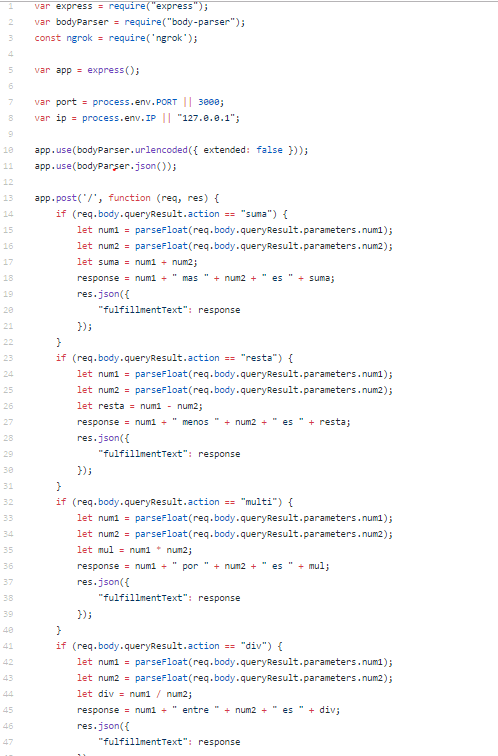 1 var express = require("express");
2 var bodyParser = require("body-parser");
3 const ngrok = require('ngrok');
4
5 var app = express();
6
7 var port = process.env.PORT || 3000;
8 var ip = process.env.IP || "127.0.0.1";
9
10 app.use(bodyParser.urlencoded({ extended: false }));
11 app.use(bodyParser.json());
12
13 app.post('/', function (req, res) {
14 if (req.body.queryResult.action == "suma") {
15 let num1 = parseFloat(req.body.queryResult.parameters.num1);
16 let num2 = parseFloat(req.body.queryResult.parameters.num2);
17 let suma = num1 + num2;
18 response = num1 + " mas " + num2 + " es " + suma;
19 res.json({
20 "fulfillmentText": response
21 });
22 }
23 if (req.body.queryResult.action == "resta") {
24 let num1 = parseFloat(req.body.queryResult.parameters.num1);
25 let num2 = parseFloat(req.body.queryResult.parameters.num2);
26 let resta = num1 - num2;
27 response = num1 + " menos " + num2 + " es " + resta;
28 res.json({
29 "fulfillmentText": response
30 });
31 }
32 if (req.body.queryResult.action == "multi") {
33 let num1 = parseFloat(req.body.queryResult.parameters.num1);
34 let num2 = parseFloat(req.body.queryResult.parameters.num2);
35 let mul = num1 * num2;
36 response = num1 + " por " + num2 + " es " + mul;
37 res.json({
38 "fulfillmentText": response
39 });
40 }
41 if (req.body.queryResult.action == "div") {
42 let num1 = parseFloat(req.body.queryResult.parameters.num1);
43 let num2 = parseFloat(req.body.queryResult.parameters.num2);
44 let div = num1 / num2;
45 response = num1 + " entre " + num2 + " es " + div;
46 res.json({
47 "fulfillmentText": response